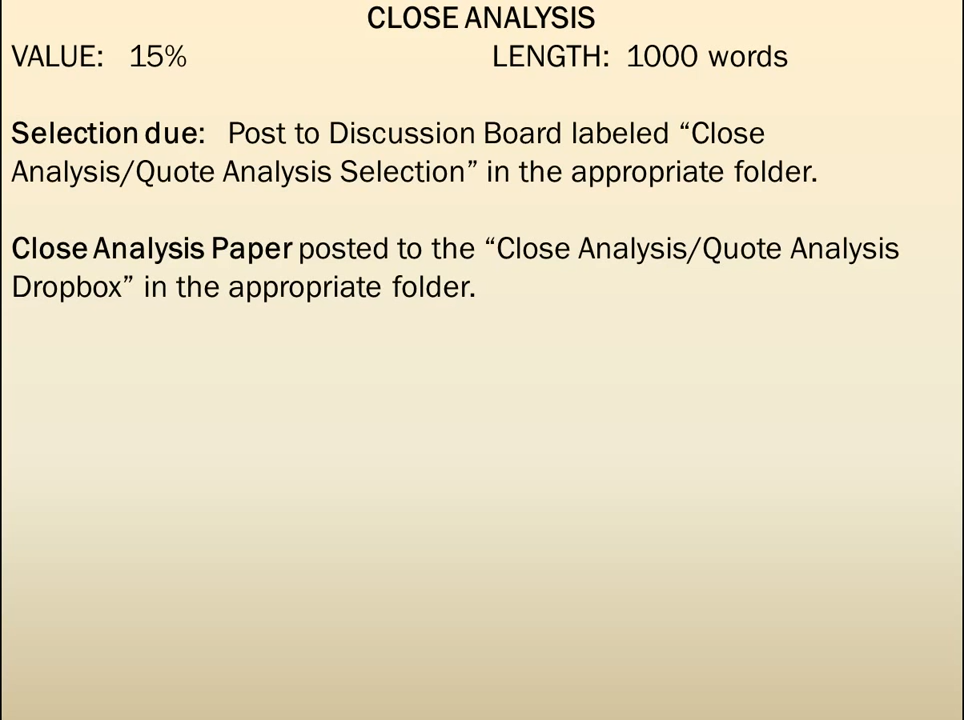 CLOSE ANALYSIS
VALUE: 15% LENGTH: 1000 words
Selection due: Post to Discussion Board labeled “Close
Analysis/Quote Analysis Selection” in the appropriate folder.
Close Analysis Paper posted to the “Close Analysis/Quote Analysis
Dropbox” in the appropriate folder.